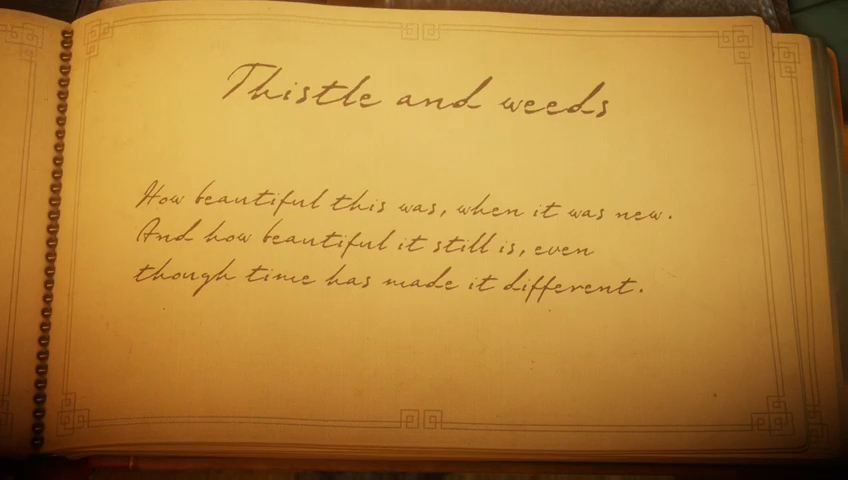 Thistle and weeds
How beautiful this was, when it was new.
And how beautiful it still is, even
though time has made it different.